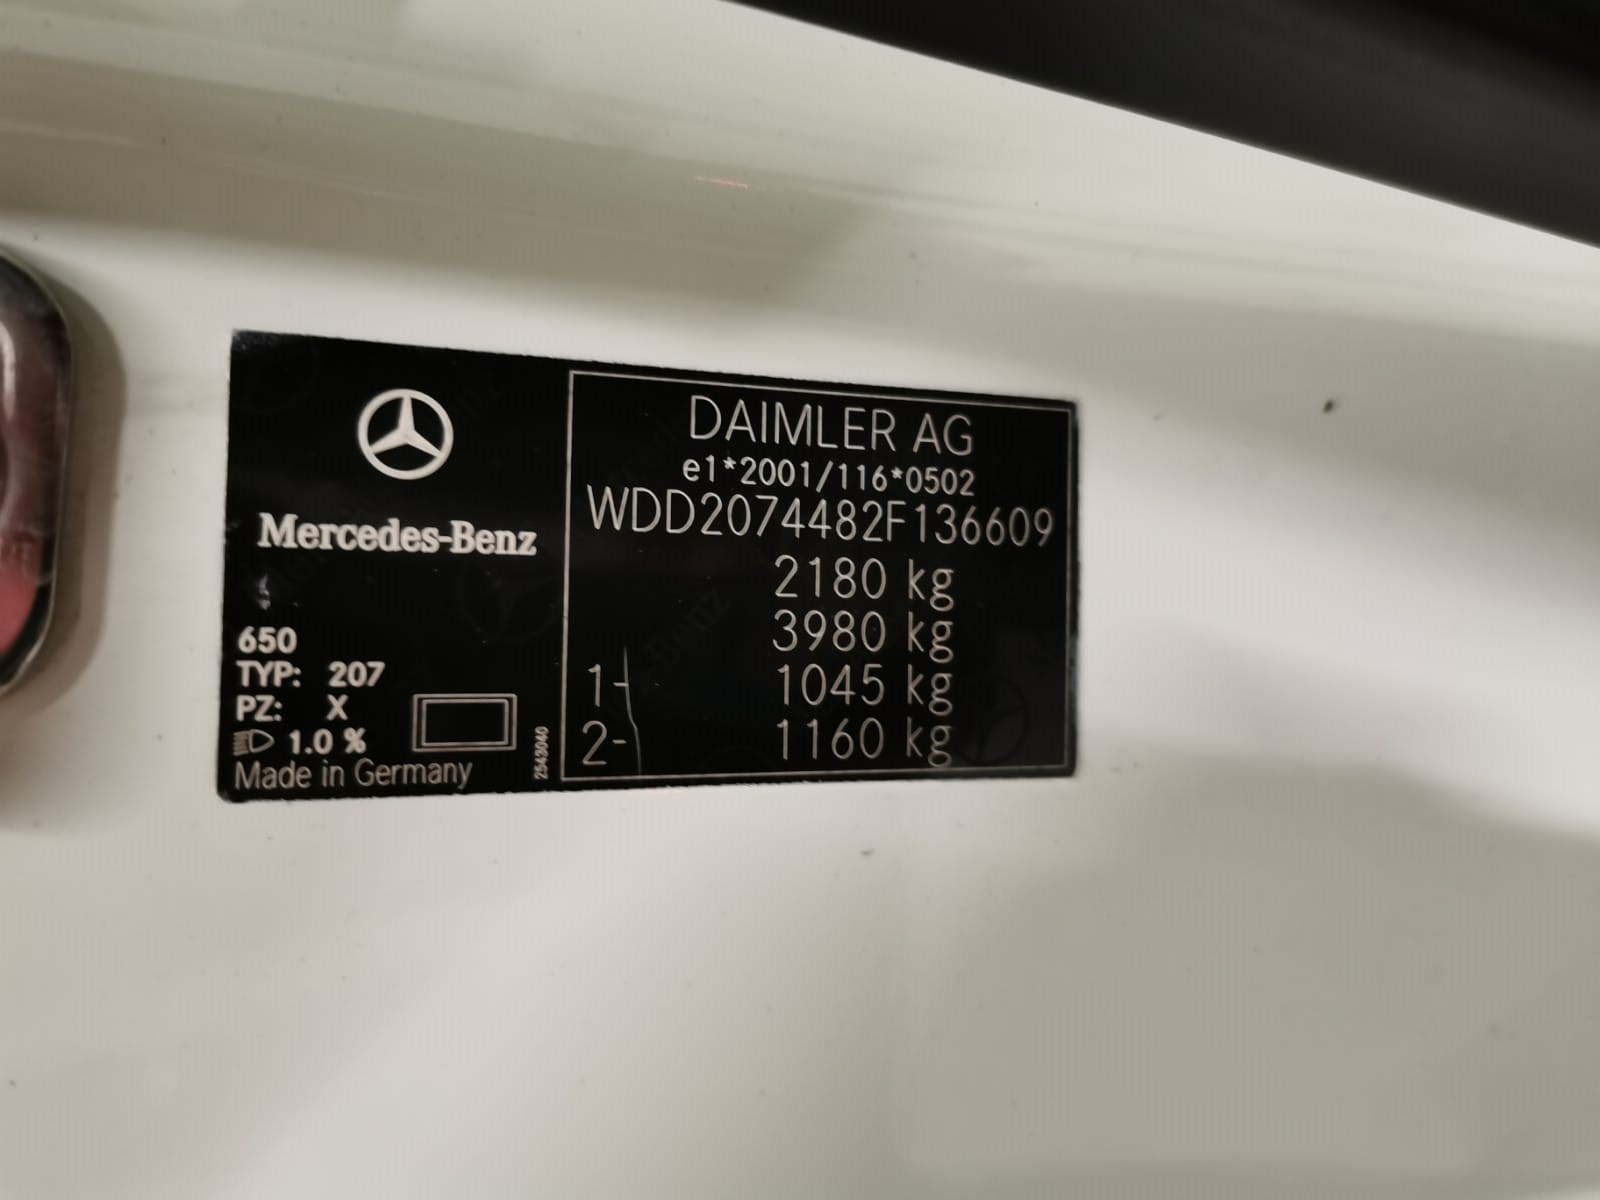 Mercedes-Benz
650
TYP: 207
PZ: X
1.0 %
Made in Germany
2543040
DAIMLER AG
e1*2001/116*0502
WDD2074482F136609
2180 kg
3980 kg
1- 1045 kg
2- 1160 kg